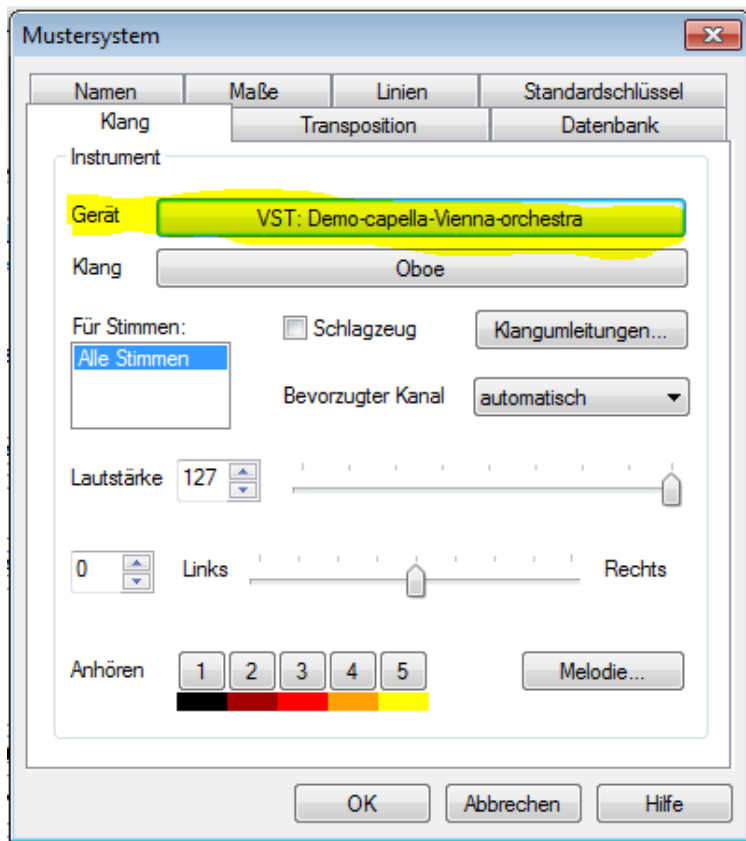 Mustersystem
Namen Maße Linien Standardschlüssel
Klang Transposition Datenbank
Instrument
Gerät VST: Demo-capella-Vienna-orchestra
Klang Oboe
Für Stimmen: Schlagzeug Klangumleitungen...
Alle Stimmen
Bevorzugter Kanal automatisch
Lautstärke 127
0 Links Rechts
Anhören 1 2 3 4 5 Melodie...
OK Abbrechen Hilfe